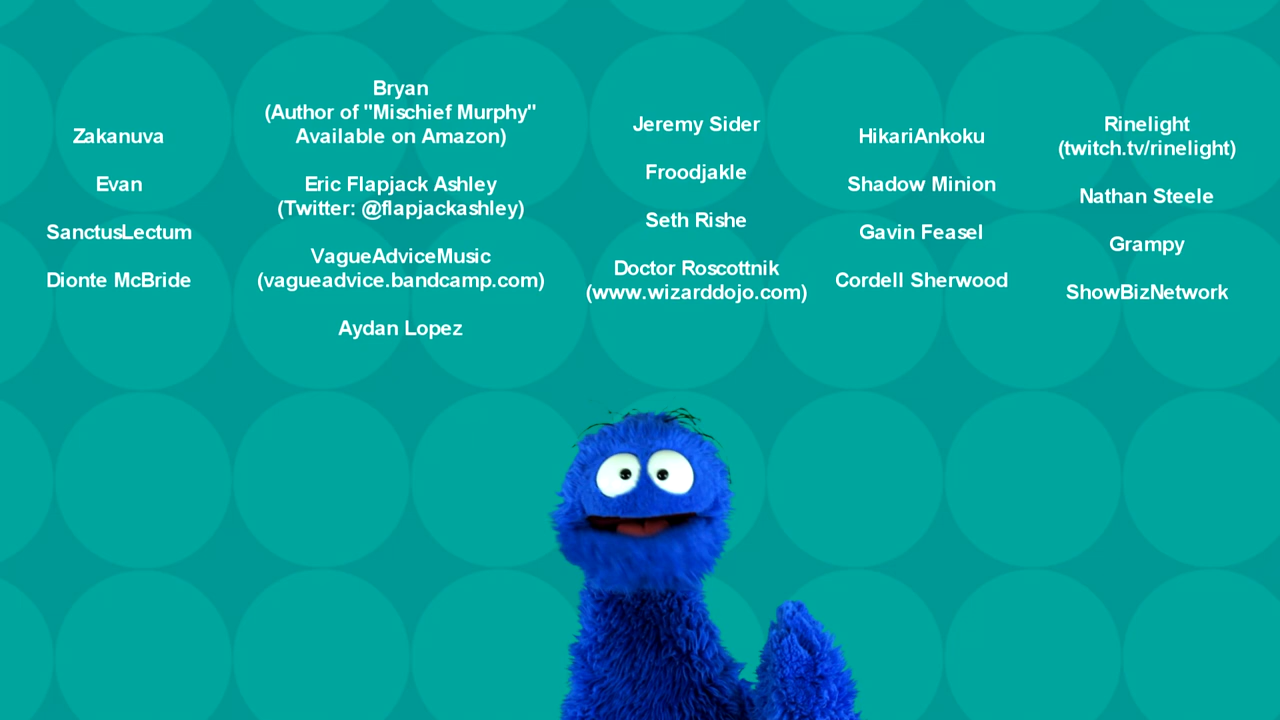 Zakanuva
Evan
SanctusLectum
Dionte McBride
Bryan
(Author of "Mischief Murphy"
Available on Amazon)
Eric Flapjack Ashley
(Twitter: @flapjackashley)
VagueAdviceMusic
(vagueadvice.bandcamp.com)
Aydan Lopez
Jeremy Sider
Froodjakle
Seth Rishe
Doctor Roscottnik
(www.wizarddojo.com)
HikariAnkoku
Shadow Minion
Gavin Feasel
Cordell Sherwood
Rinelight
(twitch.tv/rinelight)
Nathan Steele
Grampy
ShowBizNetwork